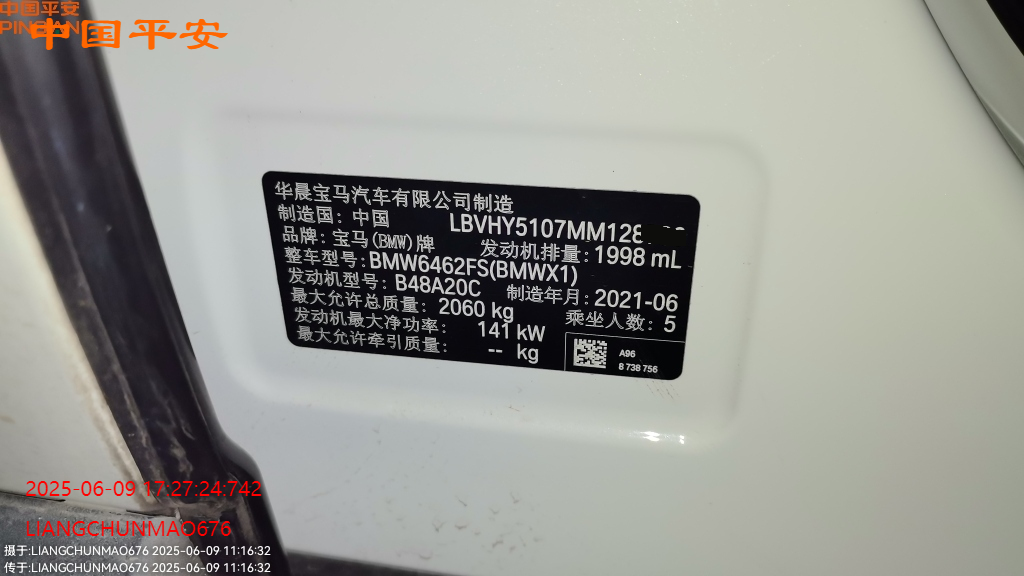 中国平安
PINGAN
中国平安
华晨宝马汽车有限公司制造
制造国: 中国 LBVHY5107MM128
品牌: 宝马(BMW)牌 发动机排量: 1998 mL
整车型号: BMW6462FS(BMWX1)
发动机型号: B48A20C 制造年月: 2021-06
最大允许总质量: 2060 kg 乘坐人数: 5
发动机最大净功率: 141 kW
最大允许牵引质量: -- kg
A96
8 738 756
2025-06-09 17:27:24:742
LIANGCHUNMAO676
摄于:LIANGCHUNMAO676 2025-06-09 11:16:32
传于:LIANGCHUNMAO676 2025-06-09 11:16:32